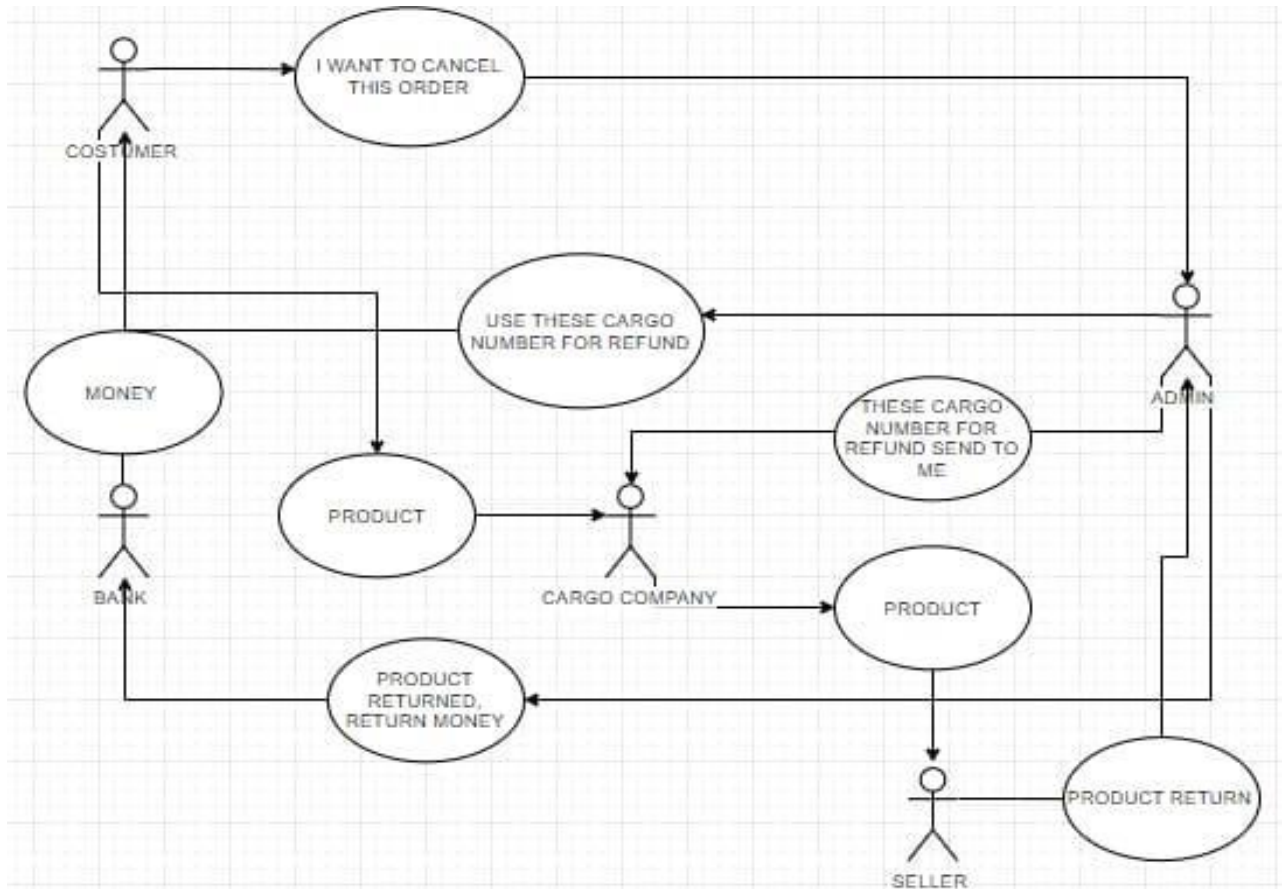 I WANT TO CANCEL
THIS ORDER
COSTUMER
USE THESE CARGO
NUMBER FOR REFUND
MONEY
ADMIN
THESE CARGO
NUMBER FOR
REFUND SEND TO
ME
PRODUCT
BANK
CARGO COMPANY
PRODUCT
PRODUCT
RETURNED,
RETURN MONEY
PRODUCT RETURN
SELLER